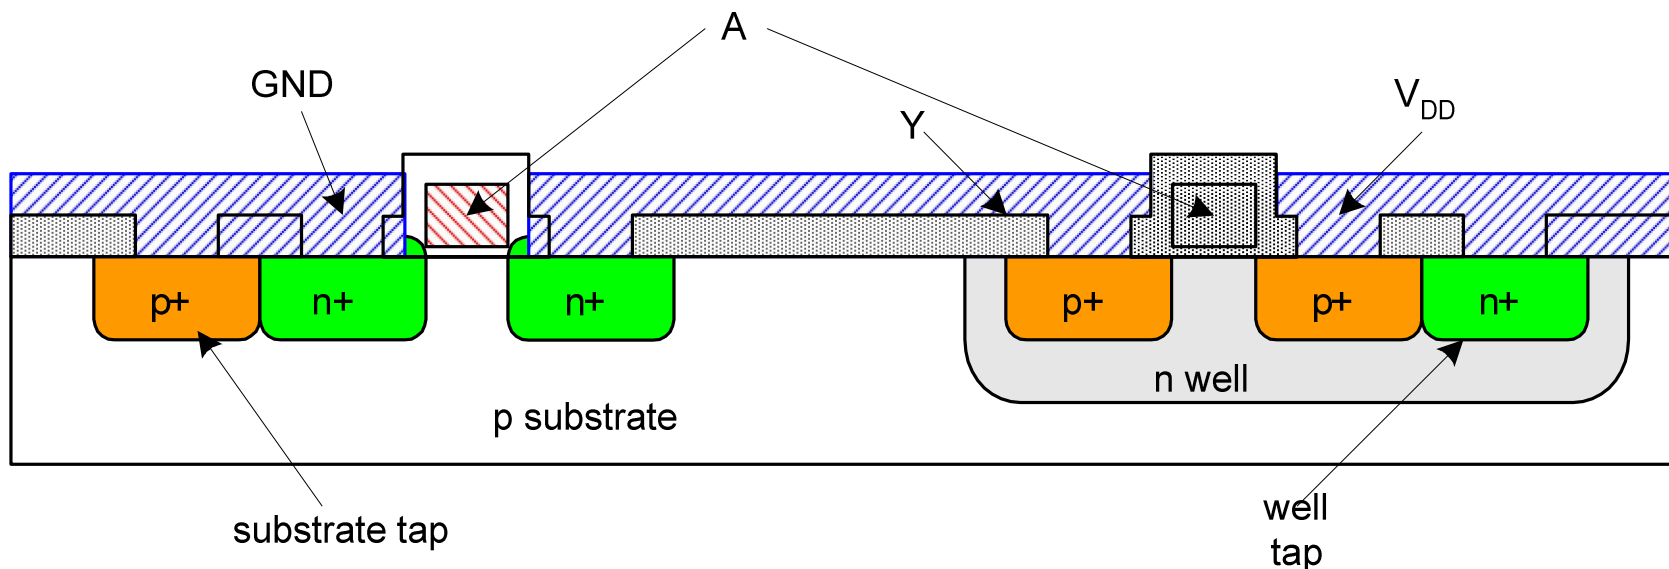 A
GND
Y
VDD
p+
n+
n+
p+
p+
n+
n well
p substrate
substrate tap
well
tap